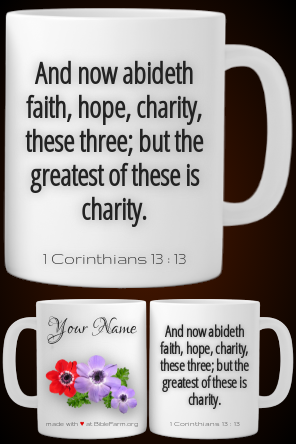 And now abideth
faith, hope, charity,
these three; but the
greatest of these is
charity.
1 Corinthians 13 : 13
Your Name
made with ♥ at BibleFarm.org
And now abideth
faith, hope, charity,
these three; but the
greatest of these is
charity.
1 Corinthians 13 : 13